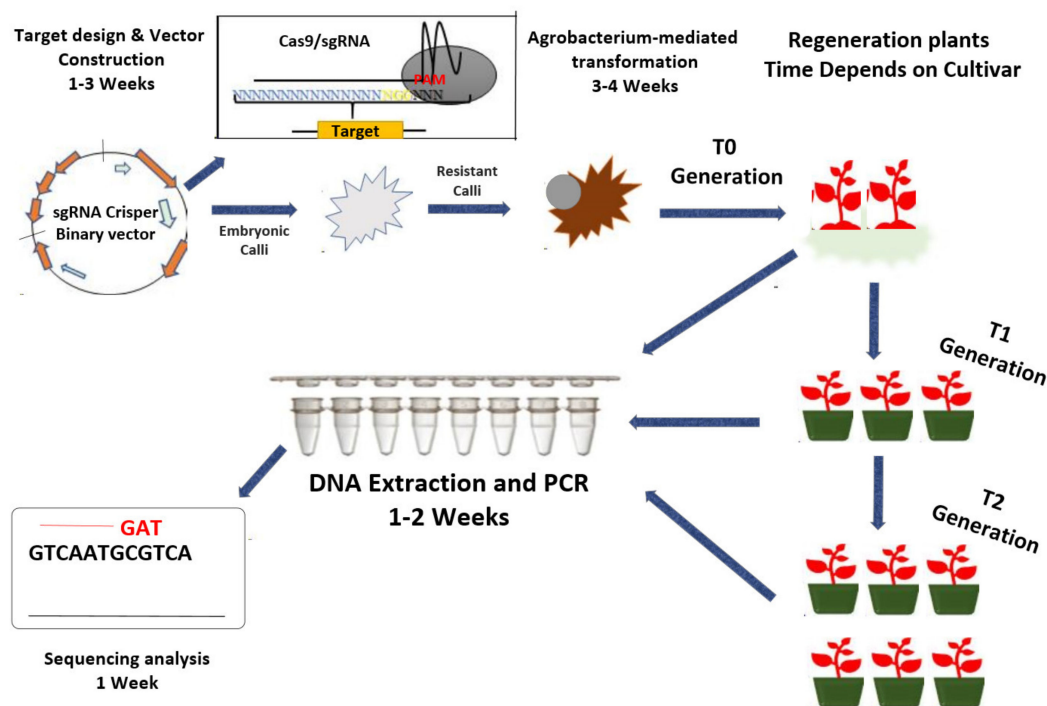 Target design & Vector
Construction
1-3 Weeks
Cas9/sgRNA
PAM
NNNNNNNNNNNNNNNNNGGNNN
Target
Agrobacterium-mediated
transformation
3-4 Weeks
Regeneration plants
Time Depends on Cultivar
sgRNA Crisper
Binary vector
Embryonic
Calli
Resistant
Calli
T0
Generation
T1
Generation
T2
Generation
DNA Extraction and PCR
1-2 Weeks
GAT
GTCAATGCGTCA
Sequencing analysis
1 Week